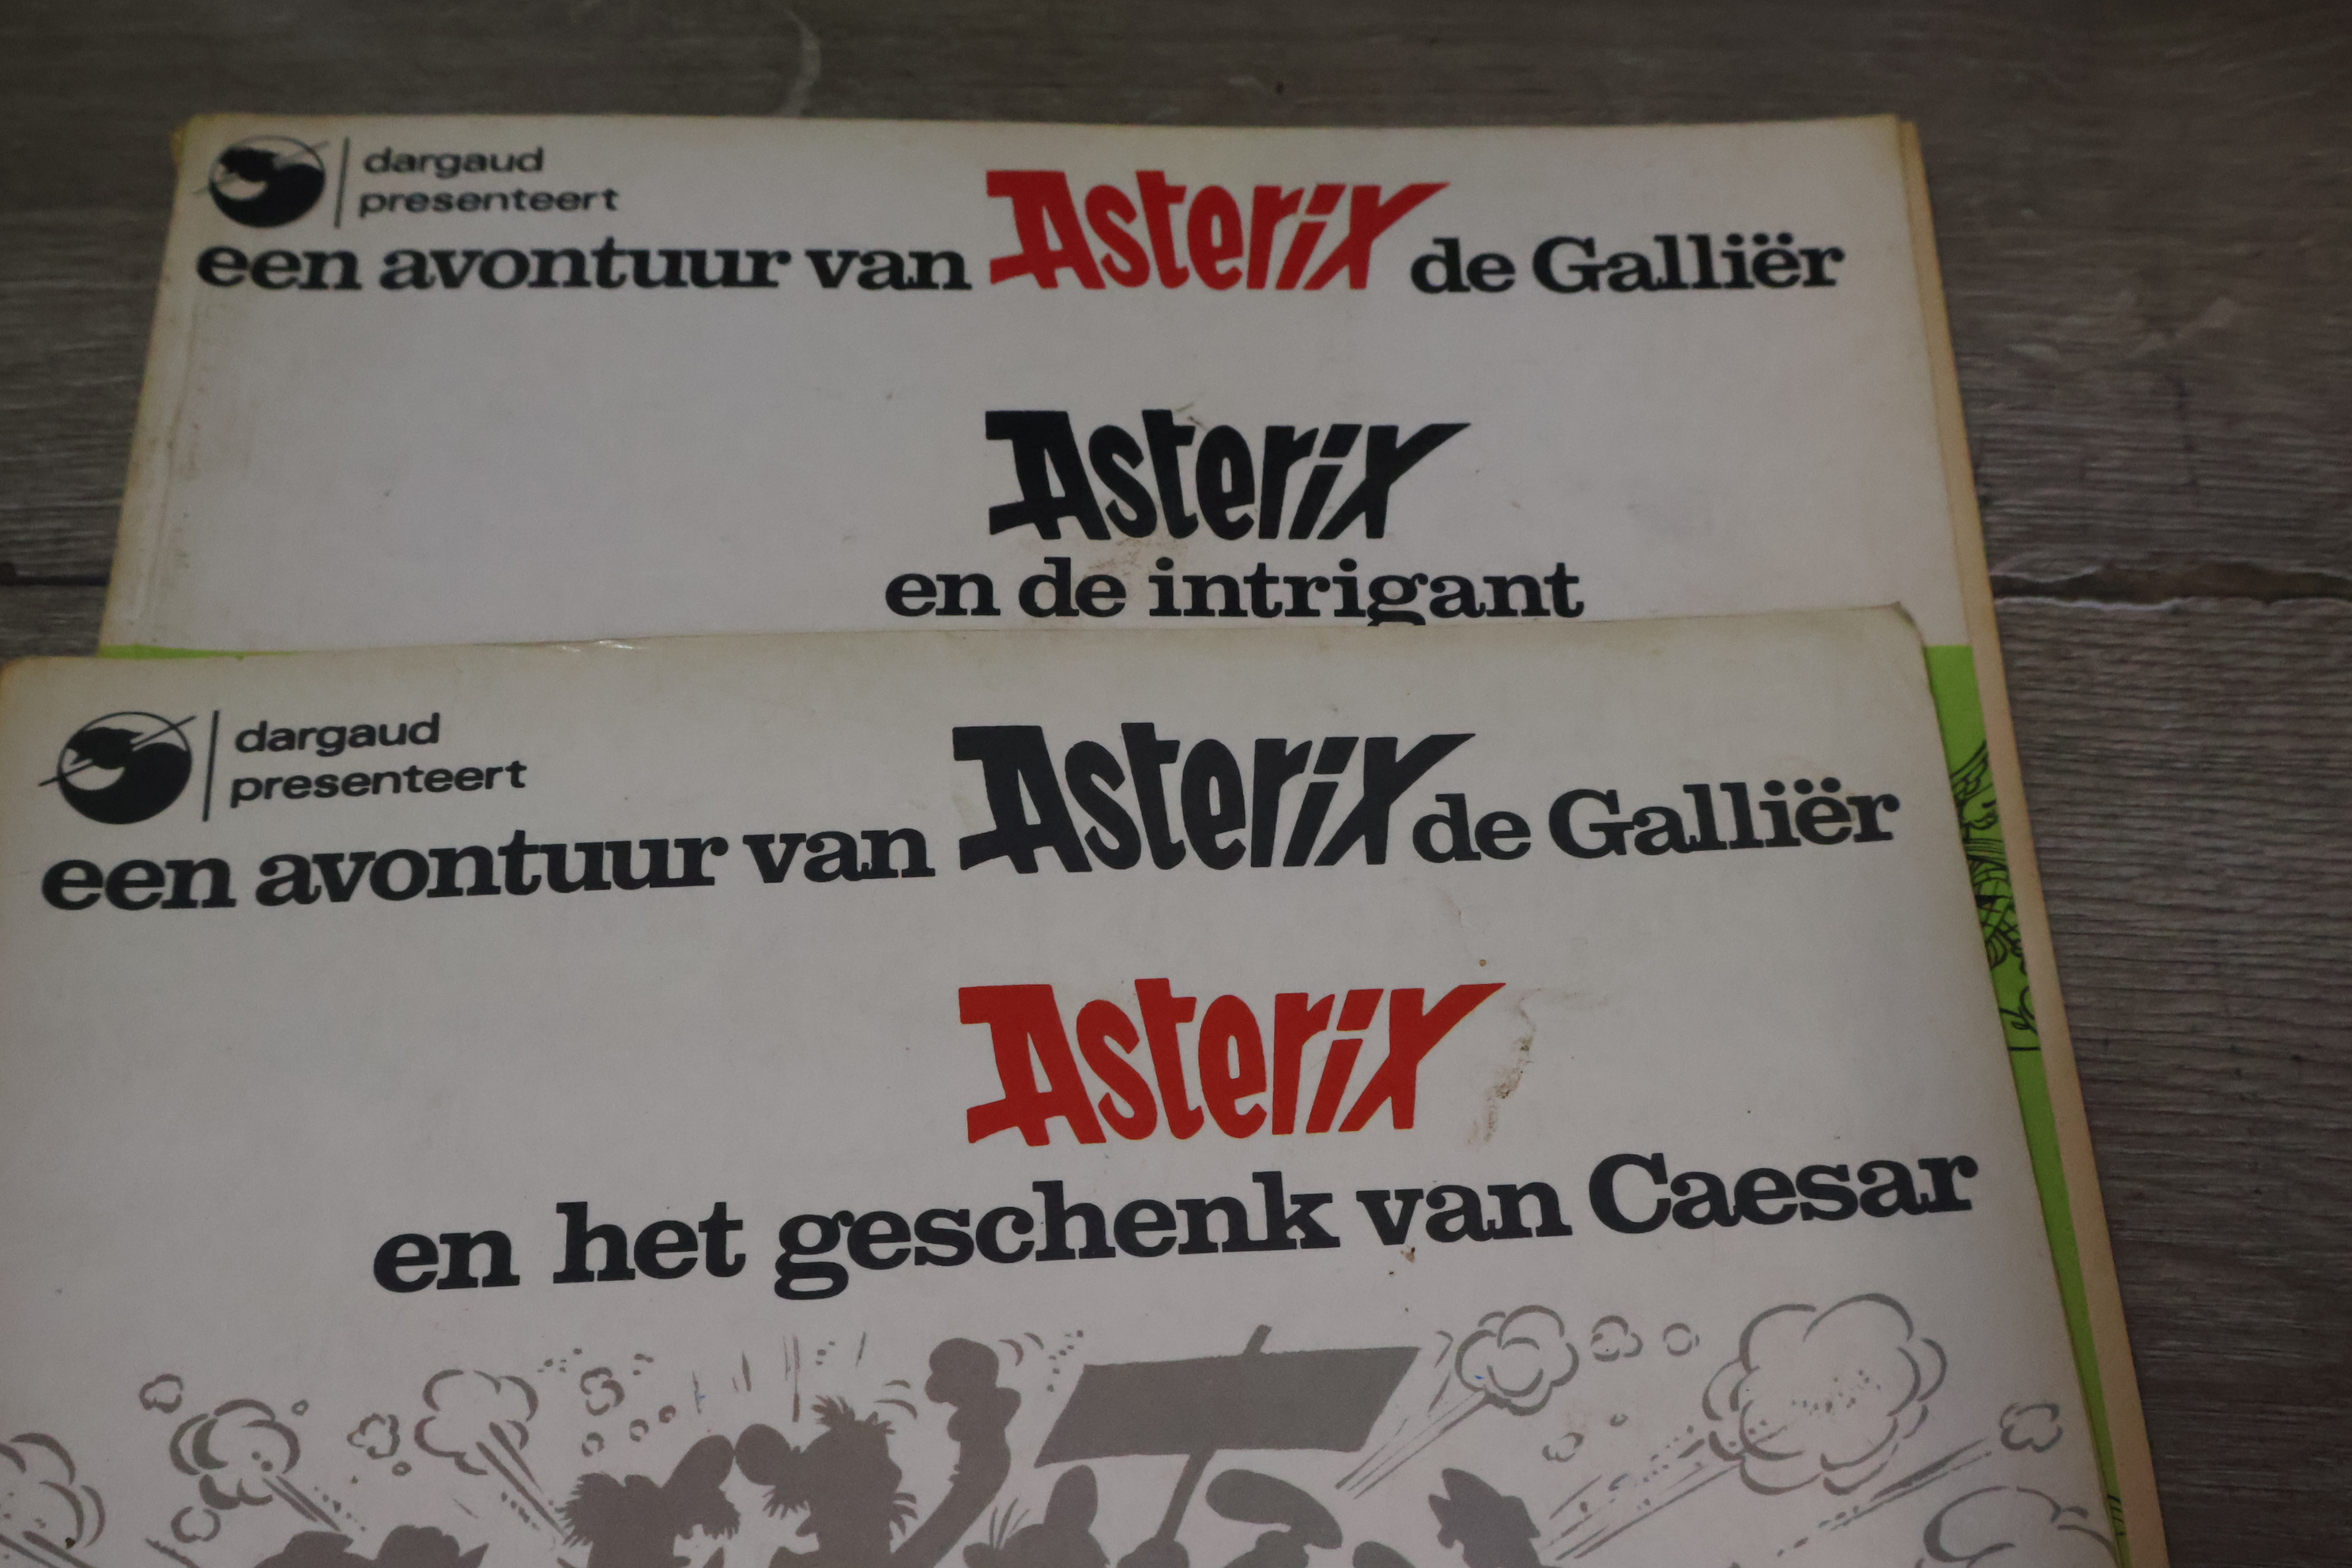 dargaud
presenteert
een avontuur van Asterix de Galliër
Asterix
en de intrigant
dargaud
presenteert
een avontuur van Asterix de Galliër
Asterix
en het geschenk van Caesar